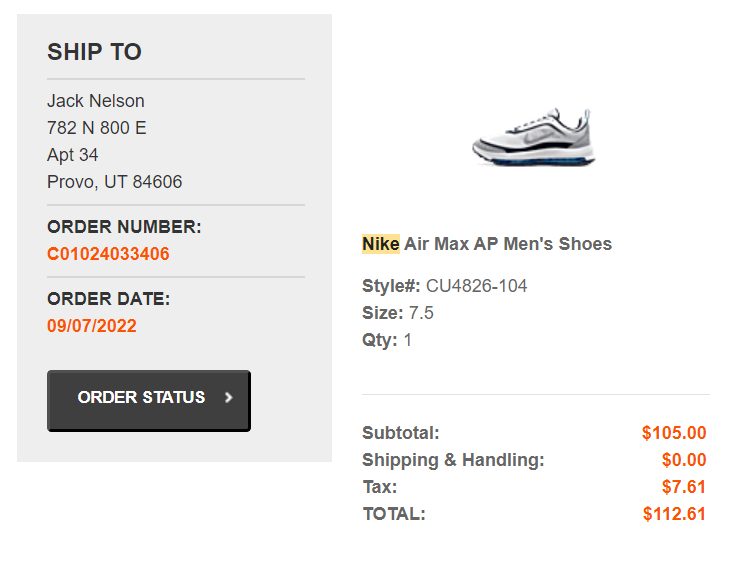 SHIP TO
Jack Nelson
782 N 800 E
Apt 34
Provo, UT 84606
ORDER NUMBER:
C01024033406
ORDER DATE:
09/07/2022
ORDER STATUS
Nike Air Max AP Men's Shoes
Style#: CU4826-104
Size: 7.5
Qty: 1
Subtotal: $105.00
Shipping & Handling: $0.00
Tax: $7.61
TOTAL: $112.61